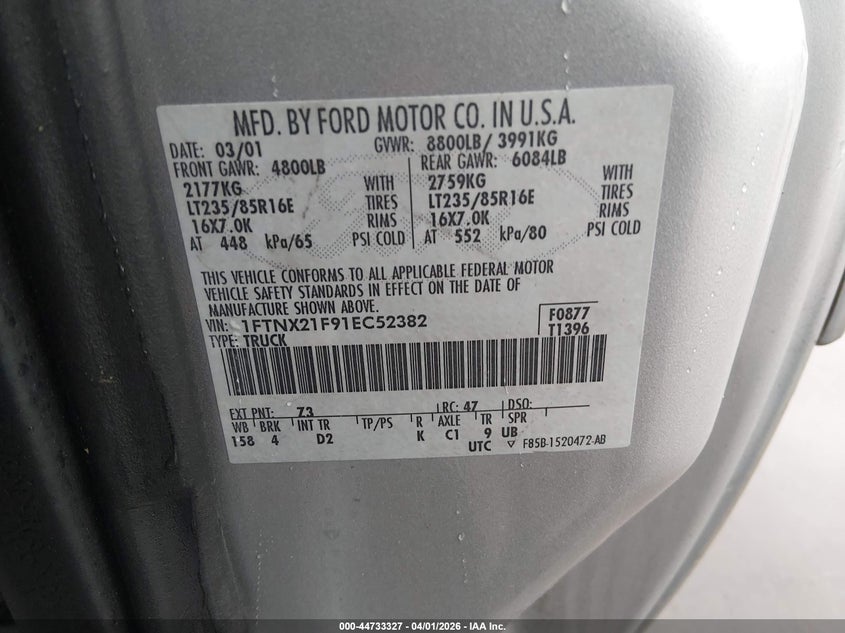 MFD. BY FORD MOTOR CO. IN U.S.A.
DATE: 03/01 GVWR: 8800LB/ 3991KG
FRONT GAWR: 4800LB REAR GAWR: 6084LB
2177KG WITH 2759KG WITH
LT235/85R16E TIRES LT235/85R16E TIRES
16X7.0K RIMS 16X7.0K RIMS
AT 448 kPa/65 PSI COLD AT 552 kPa/80 PSI COLD
THIS VEHICLE CONFORMS TO ALL APPLICABLE FEDERAL MOTOR
VEHICLE SAFETY STANDARDS IN EFFECT ON THE DATE OF
MANUFACTURE SHOWN ABOVE.
VIN: 1FTNX21F91EC52382 F0877
TYPE: TRUCK T1396
EXT PNT: Z3 RC: 47 DSO:
WB BRK INT TR TP/PS R AXLE TR SPR
158 4 D2 K C1 9 UB
UTC ▽ F85B-1520472-AB
000-44733327 - 04/01/2026 - IAA Inc.